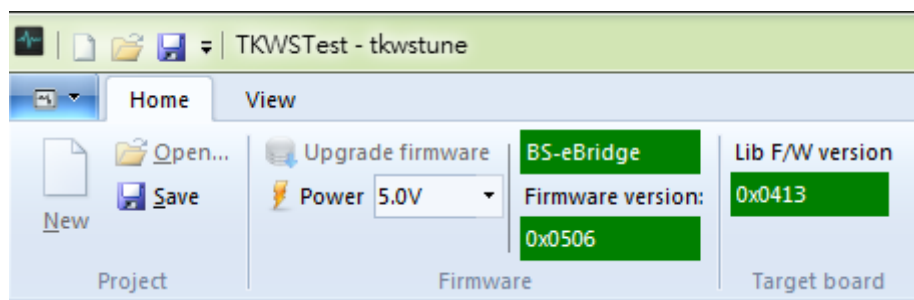 TKWSTest - tkwstune
Home View
New
Open...
Save
Project
Upgrade firmware
Power 5.0V
BS-eBridge
Firmware version:
0x0506
Firmware
Lib F/W version
0x0413
Target board